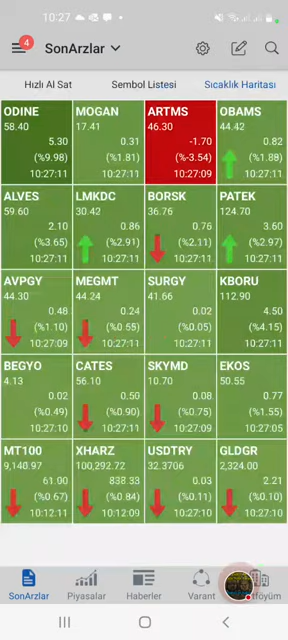 10:27
4
SonArzlar
Hızlı Al Sat Sembol Listesi Sıcaklık Haritası
ODINE MOGAN ARTMS OBAMS
58.40 17.41 46.30 44.42
5.30 0.31 -1.70 0.82
(%9.98) (%1.81) (%-3.54) (%1.88)
10:27:11 10:27:11 10:27:09 10:27:11
ALVES LMKDC BORSK PATEK
59.60 30.42 36.76 124.70
2.10 0.86 0.76 3.60
(%3.65) (%2.91) (%2.11) (%2.97)
10:27:11 10:27:11 10:27:11 10:27:11
AVPGY MEGMT SURGY KBORU
44.30 44.24 41.66 112.90
0.48 0.24 0.02 4.50
(%1.10) (%0.55) (%0.05) (%4.15)
10:27:09 10:27:11 10:27:11 10:27:11
BEGYO CATES SKYMD EKOS
4.13 56.10 10.70 50.55
0.02 0.50 0.08 0.77
(%0.49) (%0.90) (%0.75) (%1.55)
10:27:10 10:27:11 10:27:09 10:27:05
MT100 XHARZ USDTRY GLDGR
9,140.97 100,292.72 32.3706 2,324.00
61.00 838.33 0.03 2.21
(%0.67) (%0.84) (%0.11) (%0.10)
10:12:11 10:12:09 10:27:10 10:27:10
SonArzlar Piyasalar Haberler Varant tföyüm